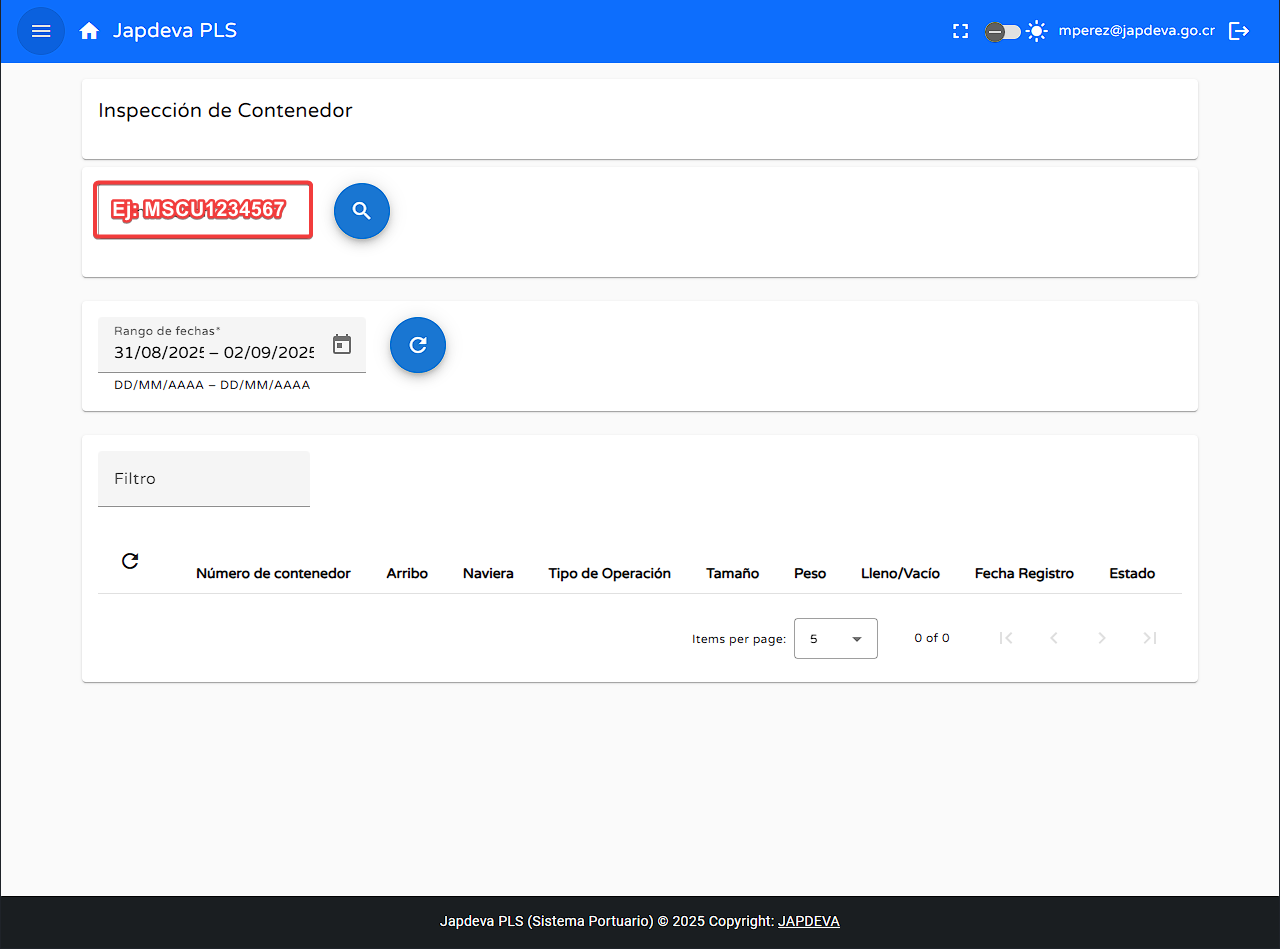 Japdeva PLS
mperez@japdeva.go.cr
Inspección de Contenedor
Ej: MSCU1234567
Rango de fechas*
31/08/2025 – 02/09/2025
DD/MM/AAAA – DD/MM/AAAA
Filtro
Número de contenedor Arribo Naviera Tipo de Operación Tamaño Peso Lleno/Vacío Fecha Registro Estado
Items per page: 5 0 of 0
Japdeva PLS (Sistema Portuario) © 2025 Copyright: JAPDEVA